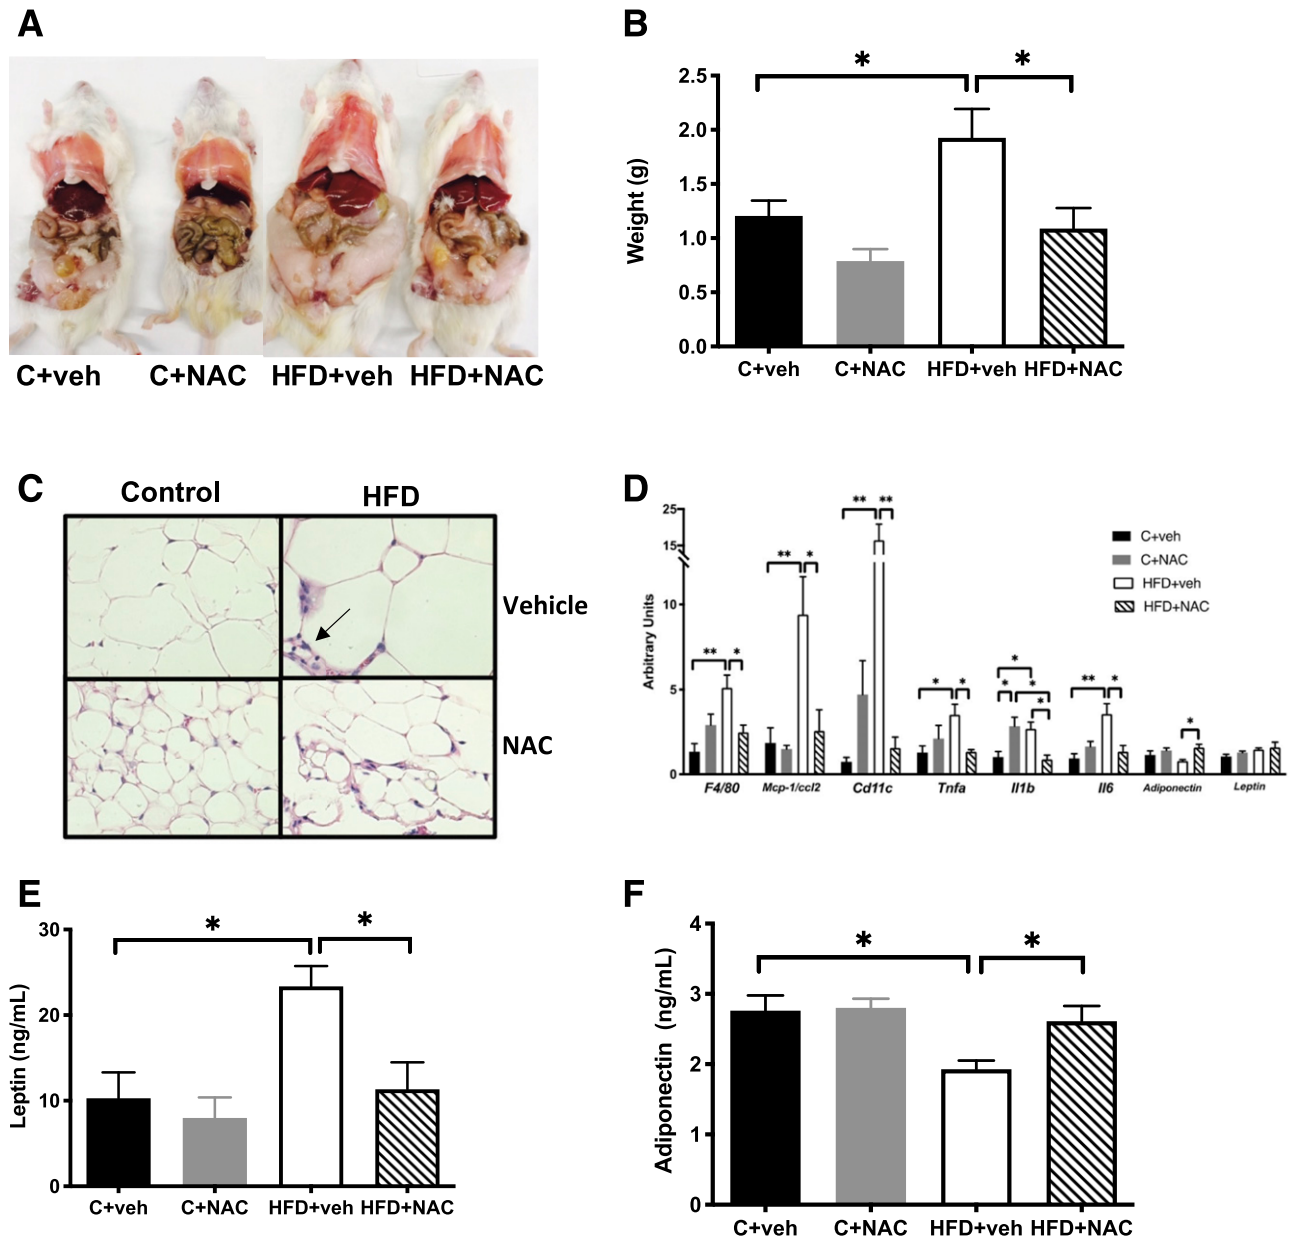 A
C+veh C+NAC HFD+veh HFD+NAC
B
* *
2.5
2.0
1.5
1.0
0.5
0.0
Weight (g)
C+veh C+NAC HFD+veh HFD+NAC
C
Control HFD
Vehicle
NAC
D
25
15
10
5
0
Arbitrary Units
** * ** * ** ** * * * * * * ** * *
C+veh
C+NAC
HFD+veh
HFD+NAC
F4/80 Mcp-1/ccl2 Cd11c Tnfa Il1b Il6 Adiponectin Leptin
E
* *
30
20
10
0
Leptin (ng/mL)
C+veh C+NAC HFD+veh HFD+NAC
F
* *
4
3
2
1
0
Adiponectin (ng/mL)
C+veh C+NAC HFD+veh HFD+NAC